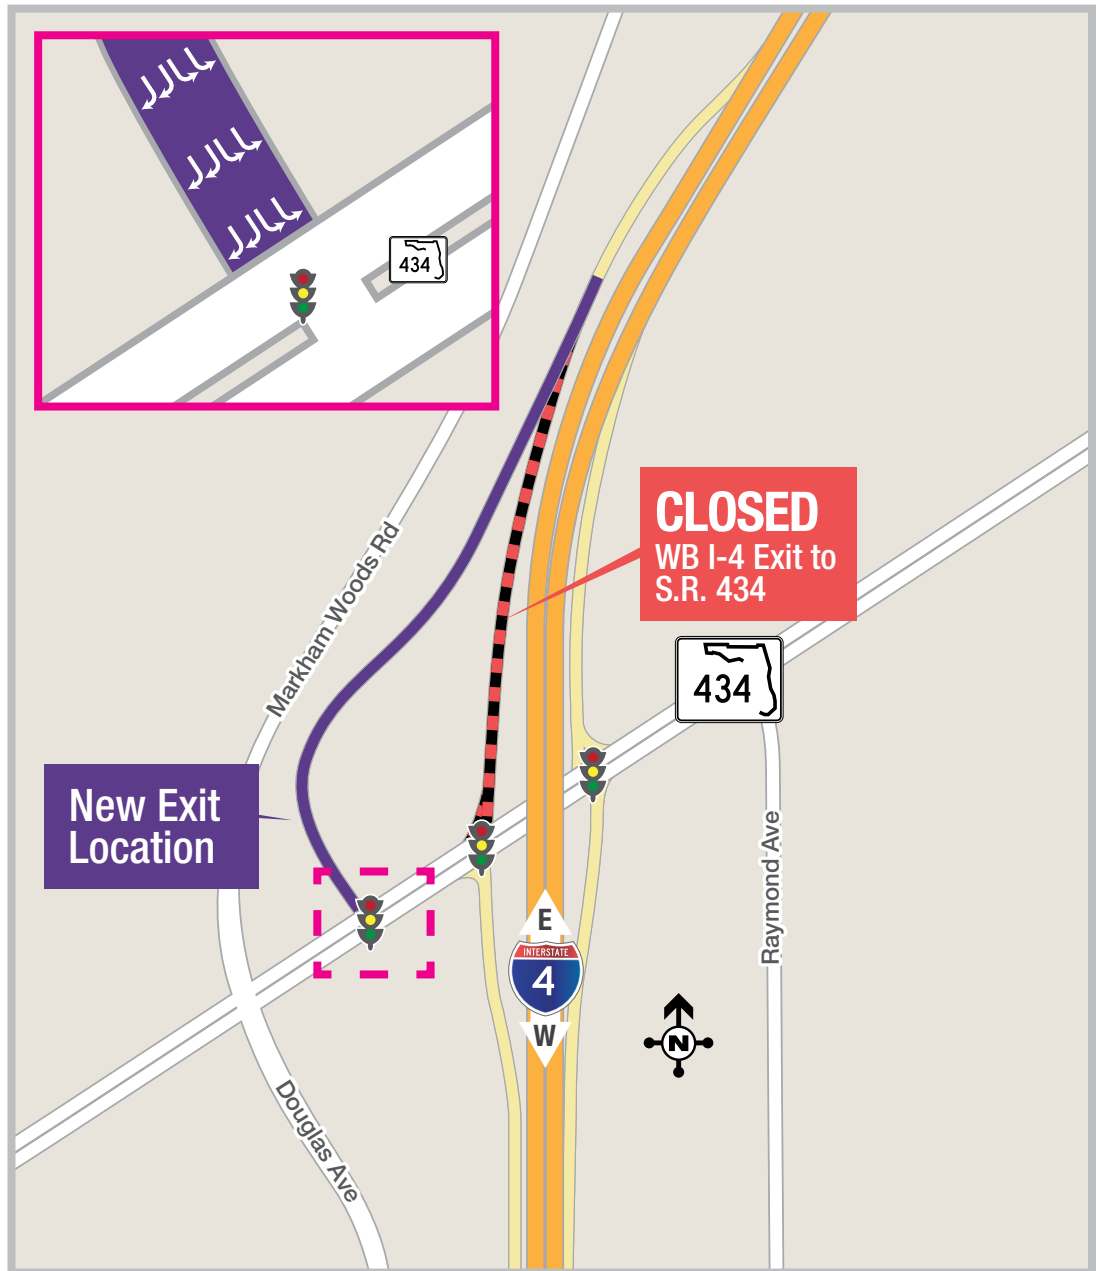 434
Markham Woods Rd
CLOSED
WB I-4 Exit to
S.R. 434
434
New Exit
Location
Raymond Ave
E
INTERSTATE
4
W
N
Douglas Ave